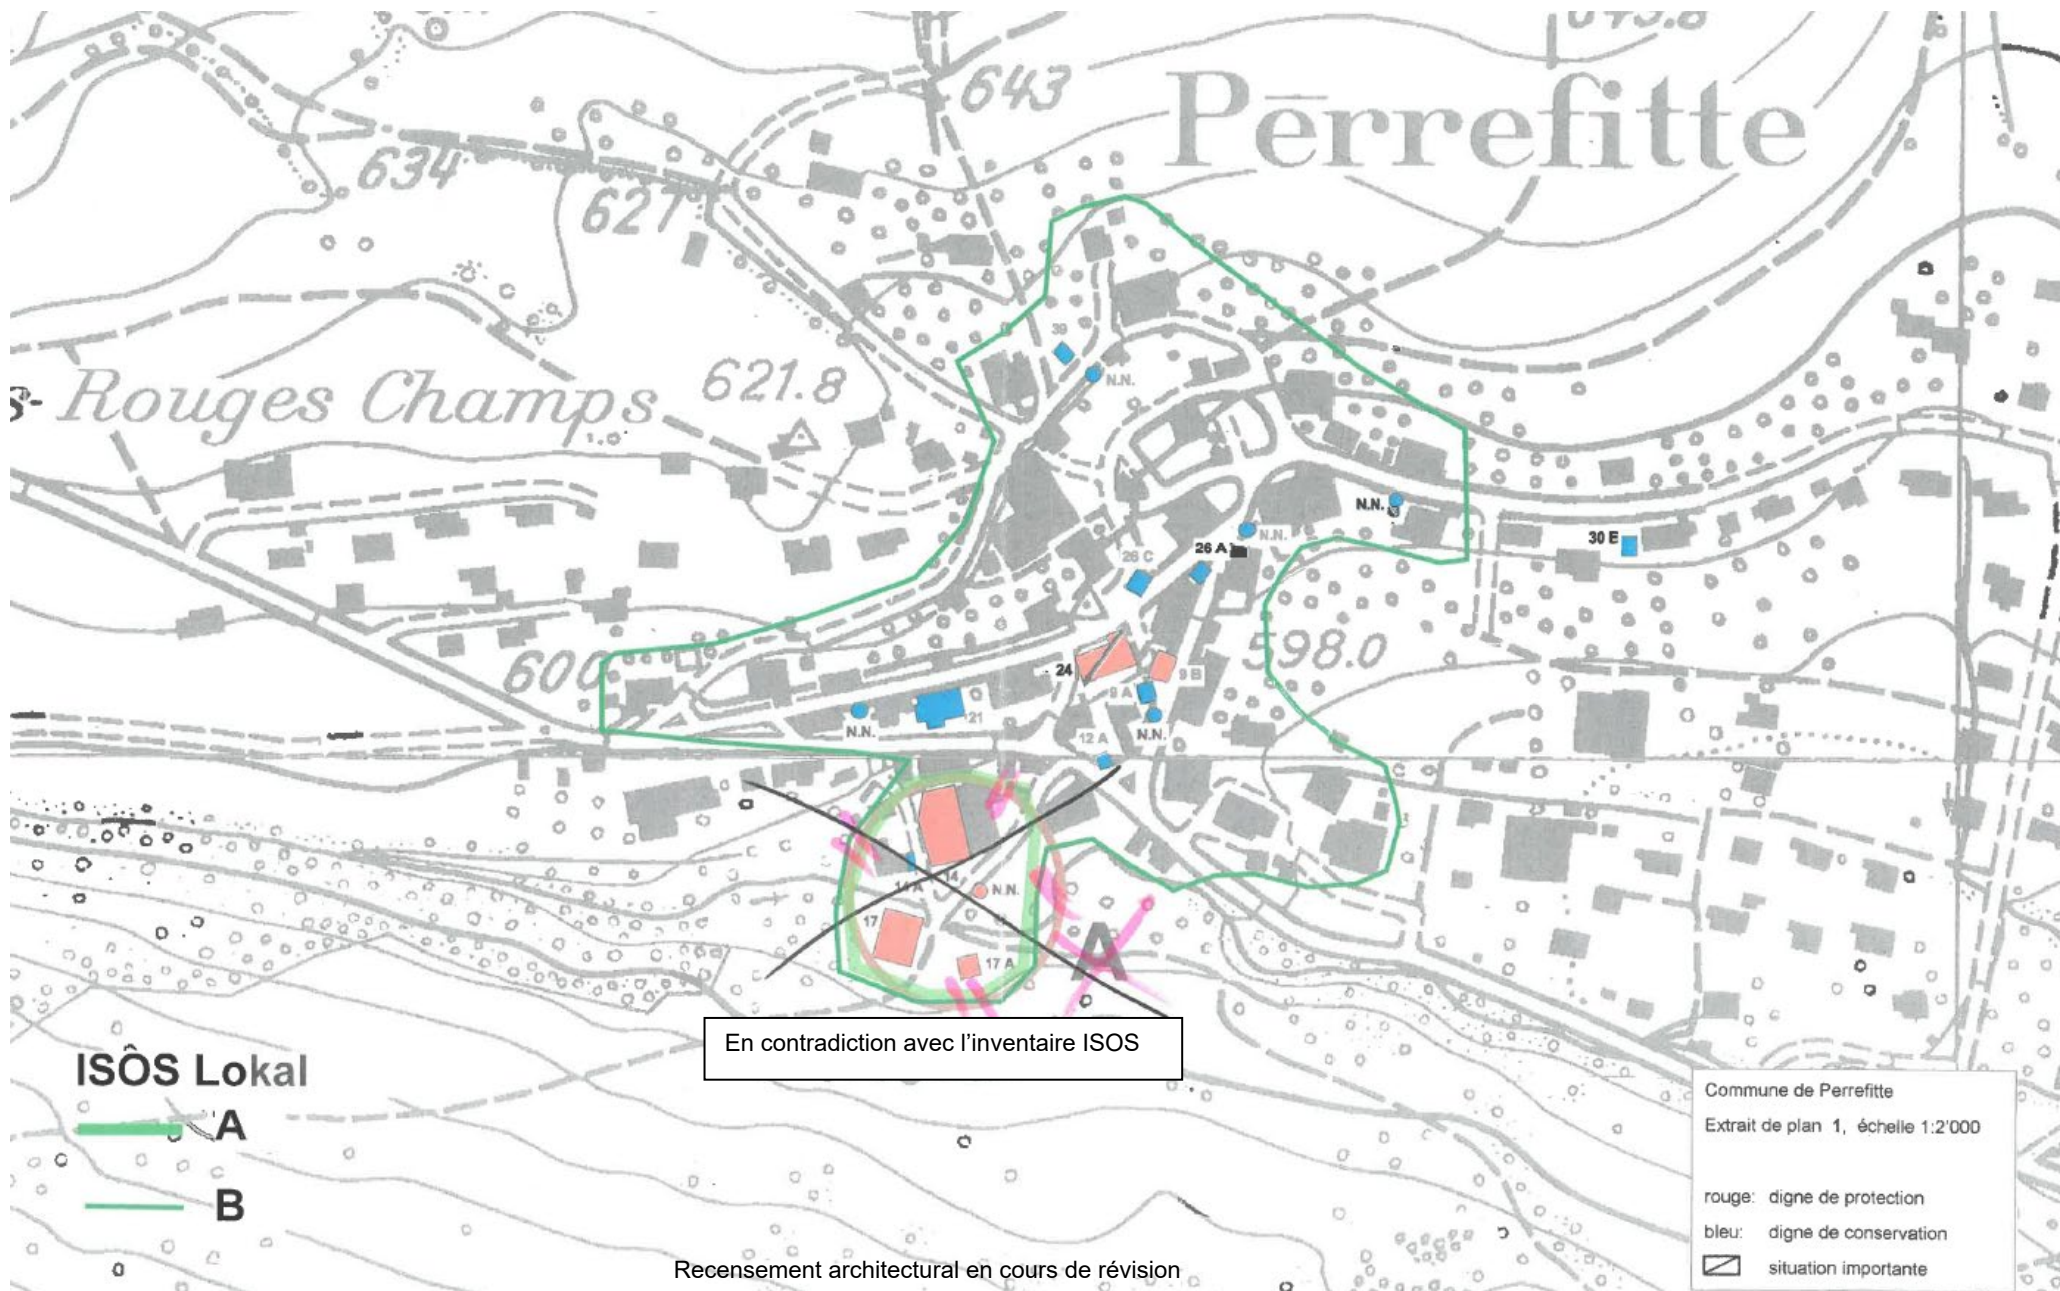 643
Perrefitte
634
627
39
N.N.
621.8
Rouges Champs
N.N.
N.N.
26 A
26 C
30 E
598.0
600
24
9 B
9 A
21
N.N.
N.N.
12 A
14
14 A
N.N.
17
17 A
A
En contradiction avec l'inventaire ISOS
ISOS Lokal
A
B
Commune de Perrefitte
Extrait de plan 1, échelle 1:2'000
rouge: digne de protection
bleu: digne de conservation
situation importante
Recensement architectural en cours de révision